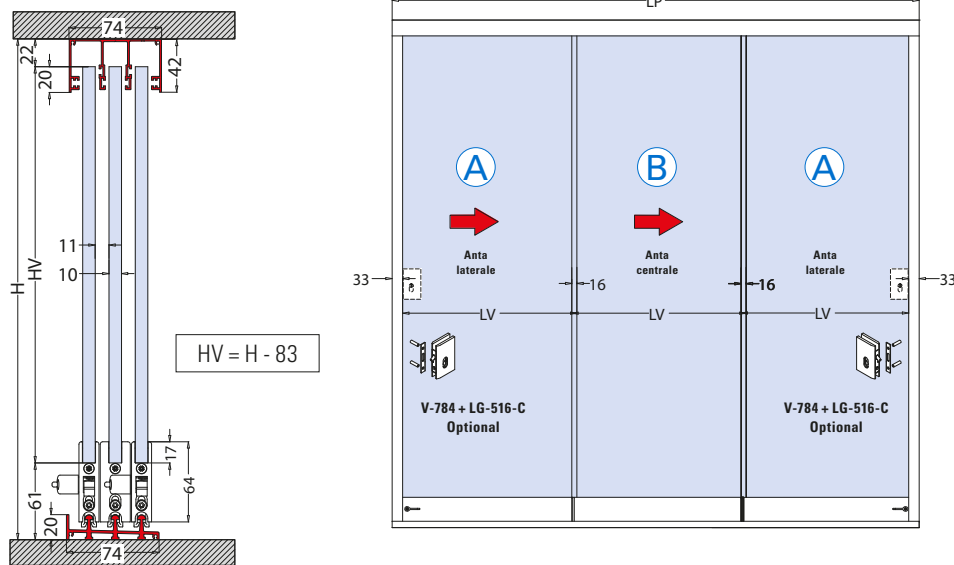 74
22
20
42
11
10
HV
H
HV = H - 83
17
61
64
20
74
LP
A
B
A
Anta
laterale
Anta
centrale
Anta
laterale
33
16
16
33
LV
LV
LV
V-784 + LG-516-C
Optional
V-784 + LG-516-C
Optional